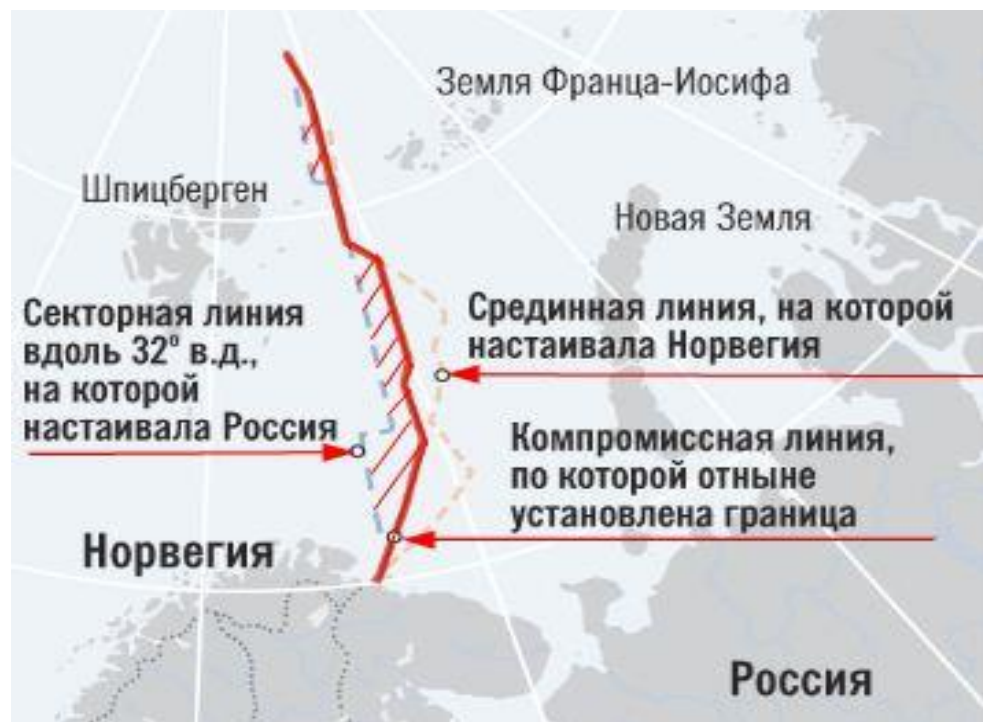 Земля Франца-Иосифа
Шпицберген
Новая Земля
Секторная линия
вдоль 32° в.д.,
на которой
настаивала Россия
Срединная линия, на которой
настаивала Норвегия
Компромиссная линия,
по которой отныне
установлена граница
Норвегия
Россия